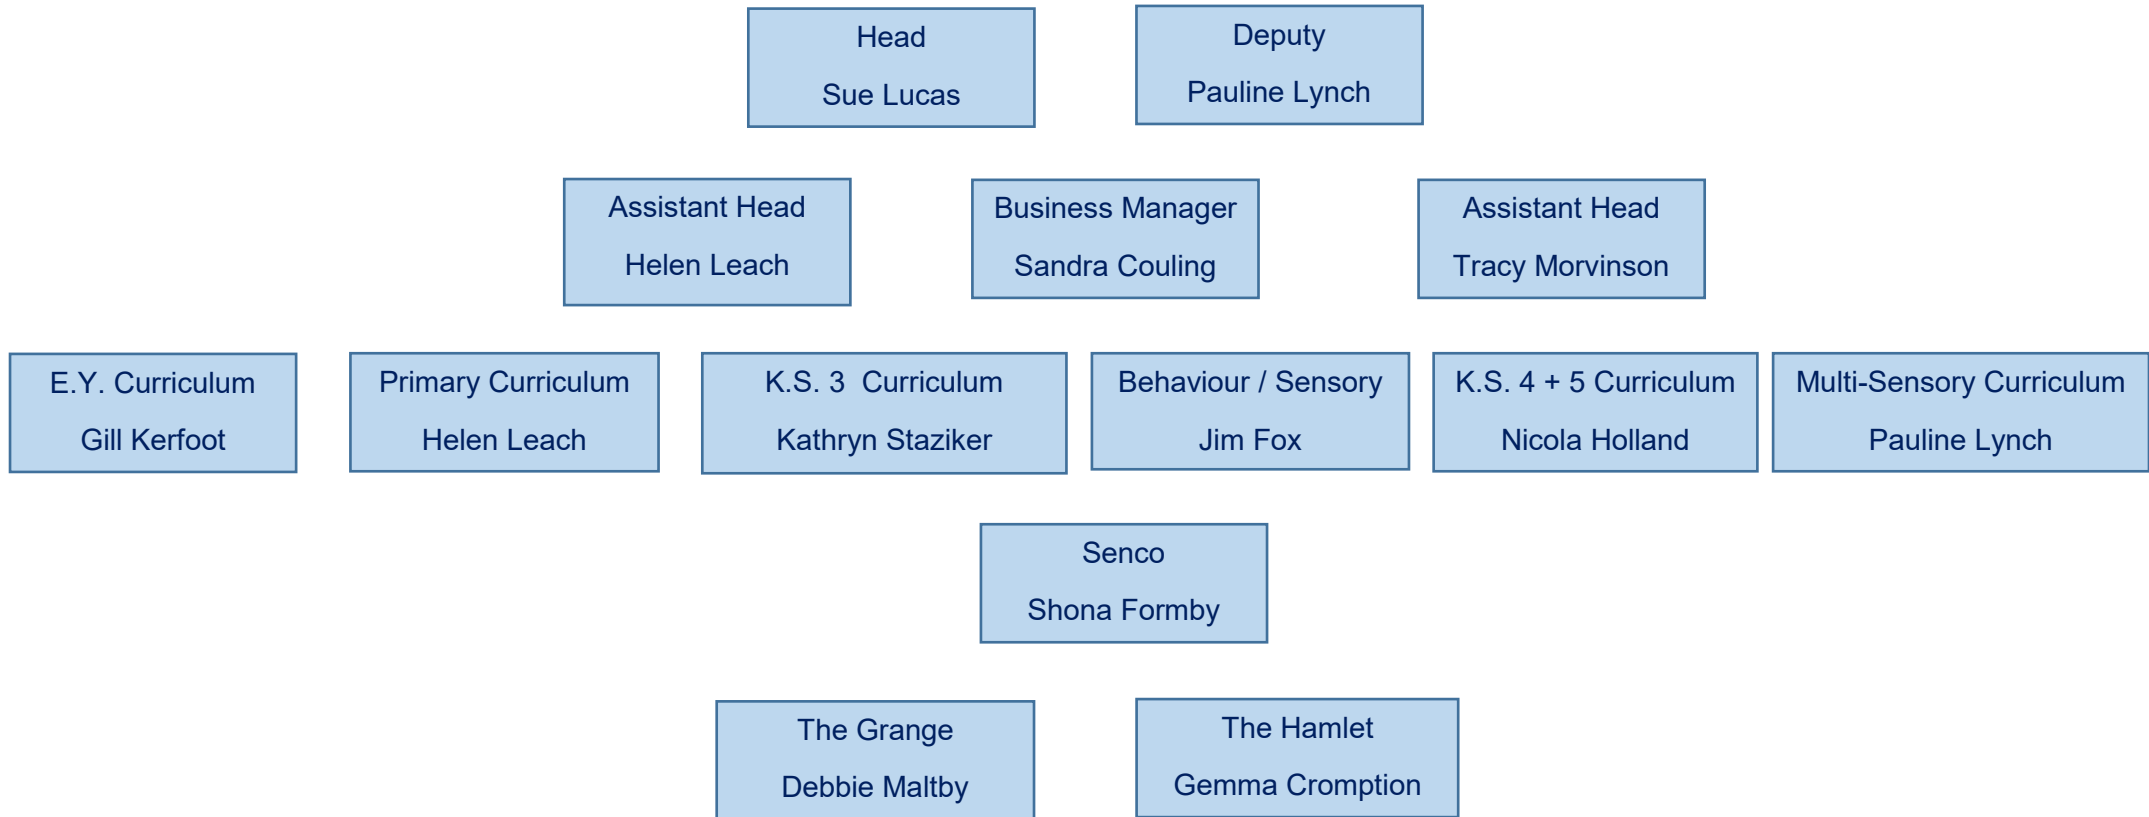 Head
Sue Lucas
Deputy
Pauline Lynch
Assistant Head
Helen Leach
Business Manager
Sandra Couling
Assistant Head
Tracy Morvinson
E.Y. Curriculum
Gill Kerfoot
Primary Curriculum
Helen Leach
K.S. 3  Curriculum
Kathryn Staziker
Behaviour / Sensory
Jim Fox
K.S. 4 + 5 Curriculum
Nicola Holland
Multi-Sensory Curriculum
Pauline Lynch
Senco
Shona Formby
The Grange
Debbie Maltby
The Hamlet
Gemma Cromption